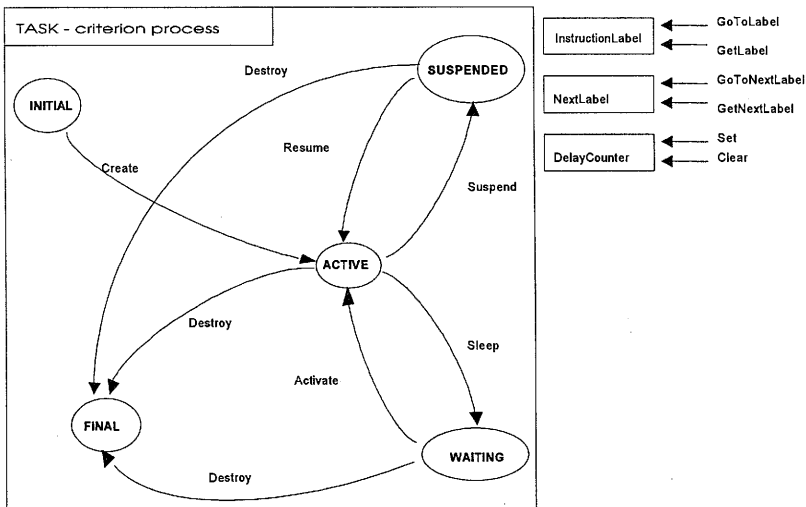 TASK - criterion process
INITIAL
Create
Destroy
SUSPENDED
Resume
Suspend
ACTIVE
Destroy
Sleep
Activate
FINAL
WAITING
Destroy
InstructionLabel
GoToLabel
GetLabel
NextLabel
GoToNextLabel
GetNextLabel
DelayCounter
Set
Clear